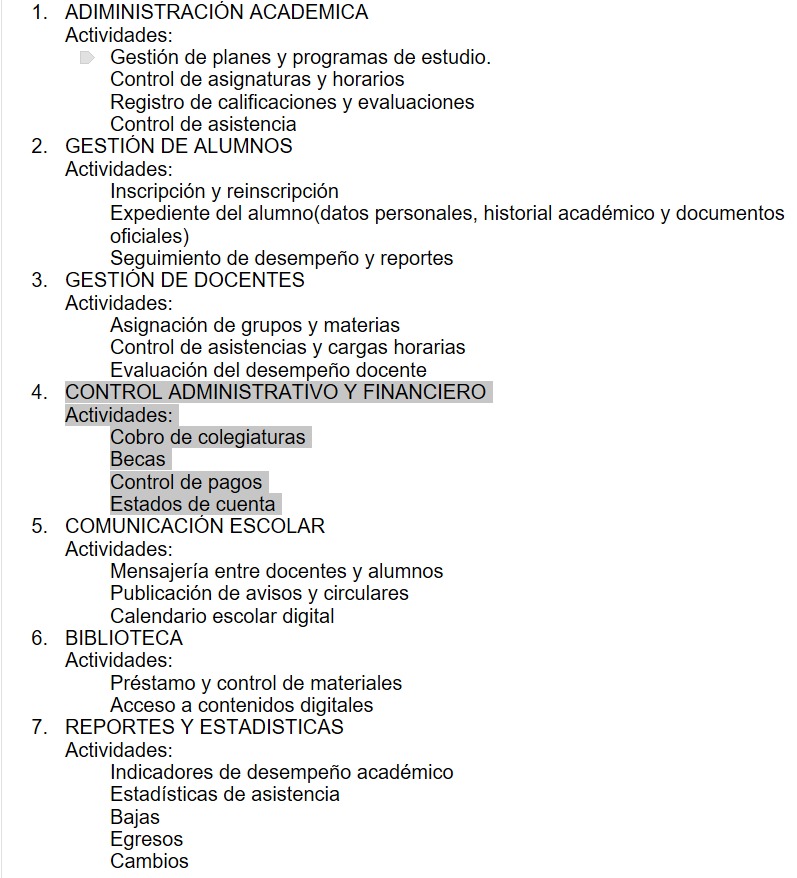 1. ADIMINISTRACIÓN ACADEMICA
Actividades:
Gestión de planes y programas de estudio.
Control de asignaturas y horarios
Registro de calificaciones y evaluaciones
Control de asistencia
2. GESTIÓN DE ALUMNOS
Actividades:
Inscripción y reinscripción
Expediente del alumno(datos personales, historial académico y documentos
oficiales)
Seguimiento de desempeño y reportes
3. GESTIÓN DE DOCENTES
Actividades:
Asignación de grupos y materias
Control de asistencias y cargas horarias
Evaluación del desempeño docente
4. CONTROL ADMINISTRATIVO Y FINANCIERO
Actividades:
Cobro de colegiaturas
Becas
Control de pagos
Estados de cuenta
5. COMUNICACIÓN ESCOLAR
Actividades:
Mensajería entre docentes y alumnos
Publicación de avisos y circulares
Calendario escolar digital
6. BIBLIOTECA
Actividades:
Préstamo y control de materiales
Acceso a contenidos digitales
7. REPORTES Y ESTADISTICAS
Actividades:
Indicadores de desempeño académico
Estadísticas de asistencia
Bajas
Egresos
Cambios